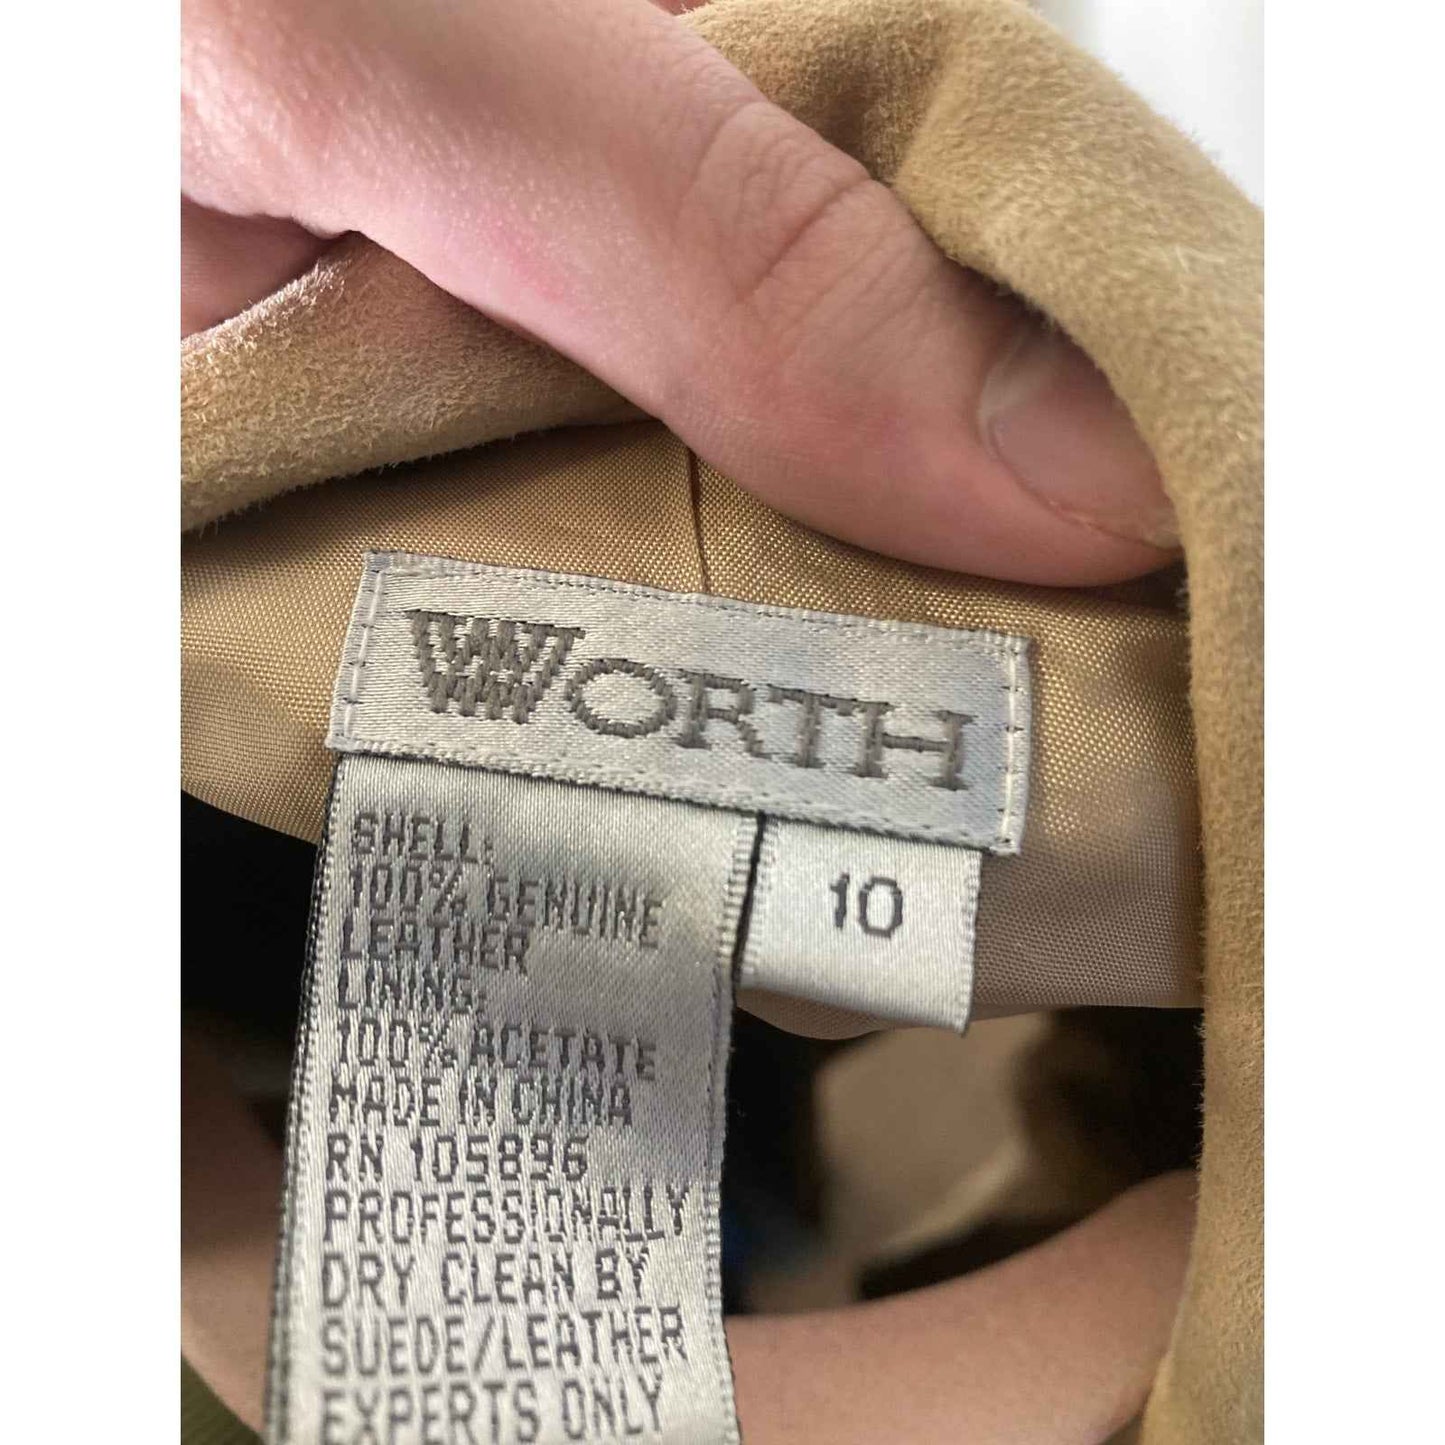 WORTH
10
SHELL:
100% GENUINE
LEATHER
LINING:
100% ACETATE
MADE IN CHINA
RN 105896
PROFESSIONALLY
DRY CLEAN BY
SUEDE/LEATHER
EXPERTS ONLY